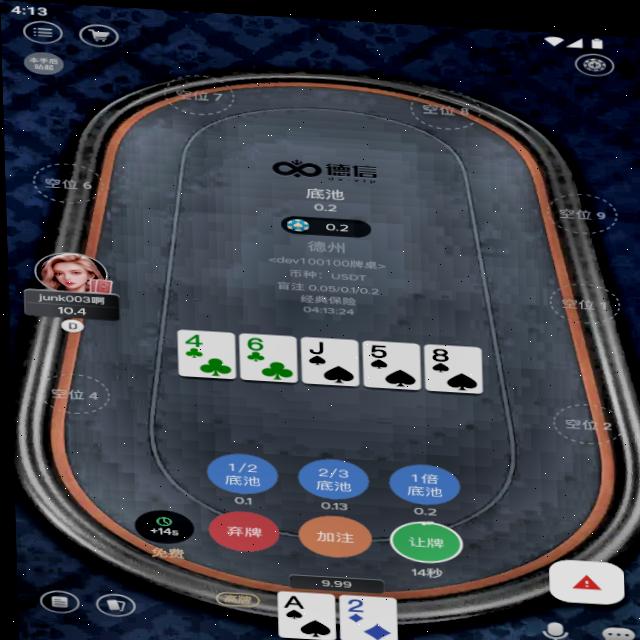 4:13
本手后
站起
空位 7
空位 8
德信
底池
0.2
0.2
空位 6
空位 9
德州
<dev100100牌桌>
币种：USDT
盲注 0.05/0.1/0.2
经典保险
04:13:24
junk003啊
10.4
D
空位 1
4
6
J
5
8
空位 4
空位 2
1/2
底池
2/3
底池
1倍
底池
0.1
0.13
0.2
+14s
免费
弃牌
加注
让牌
14秒
9.99
高牌
A
2